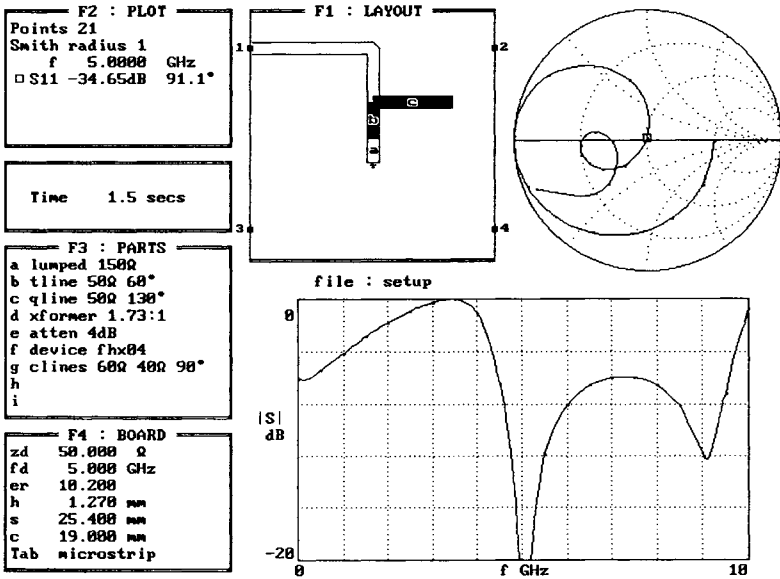 F2 : PLOT
Points 21
Smith radius 1
f 5.0000 GHz
S11 -34.65dB 91.1°
Time 1.5 secs
F3 : PARTS
a lumped 150Ω
b tline 50Ω 60°
c qline 50Ω 130°
d xformer 1.73:1
e atten 4dB
f device fhx04
g clines 60Ω 40Ω 90°
h
i
F4 : BOARD
zd 50.000 Ω
fd 5.000 GHz
er 10.200
h 1.270 mm
s 25.400 mm
c 19.000 mm
Tab microstrip
F1 : LAYOUT
1
2
c
b
a
3
4
file : setup
0
|S|
dB
-20
0 f GHz 10